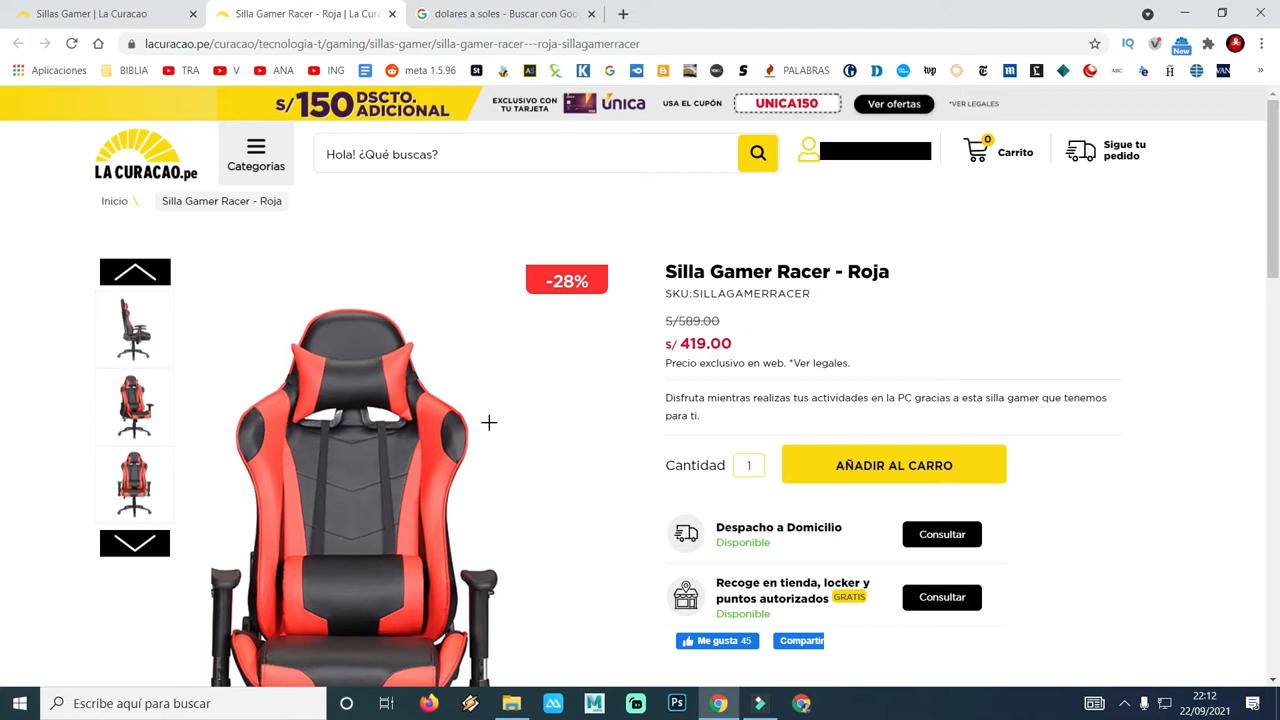 Sillas Gamer en Oferta | La Cura
Silla Gamer Racer - Roja | La Cura
dolares a soles - Buscar con Goo
lacuracao.pe/curacao/tecnologia-t/gaming/sillas-gamer/silla-gamer-racer---roja-sillagamerracer
New
Aplicaciones
BIBLIA
TRA
V
ANA
ING
meta 1.5.96
PALABRAS
S/150 DSCTO. ADICIONAL
EXCLUSIVO CON TU TARJETA
única
USA EL CUPÓN
UNICA150
Ver ofertas
*VER LEGALES
LA CURACAO.pe
Categorias
Hola! ¿Qué buscas?
0
Carrito
Sigue tu
pedido
Inicio \
Silla Gamer Racer - Roja
-28%
Silla Gamer Racer - Roja
SKU:SILLAGAMERRACER
S/589.00
S/ 419.00
Precio exclusivo en web. *Ver legales.
Disfruta mientras realizas tus actividades en la PC gracias a esta silla gamer que tenemos
para ti.
Cantidad 1
AÑADIR AL CARRO
Despacho a Domicilio
Disponible
Consultar
Recoge en tienda, locker y
puntos autorizados GRATIS
Disponible
Consultar
Me gusta 45
Compartir
Escribe aquí para buscar
22:12
22/09/2021